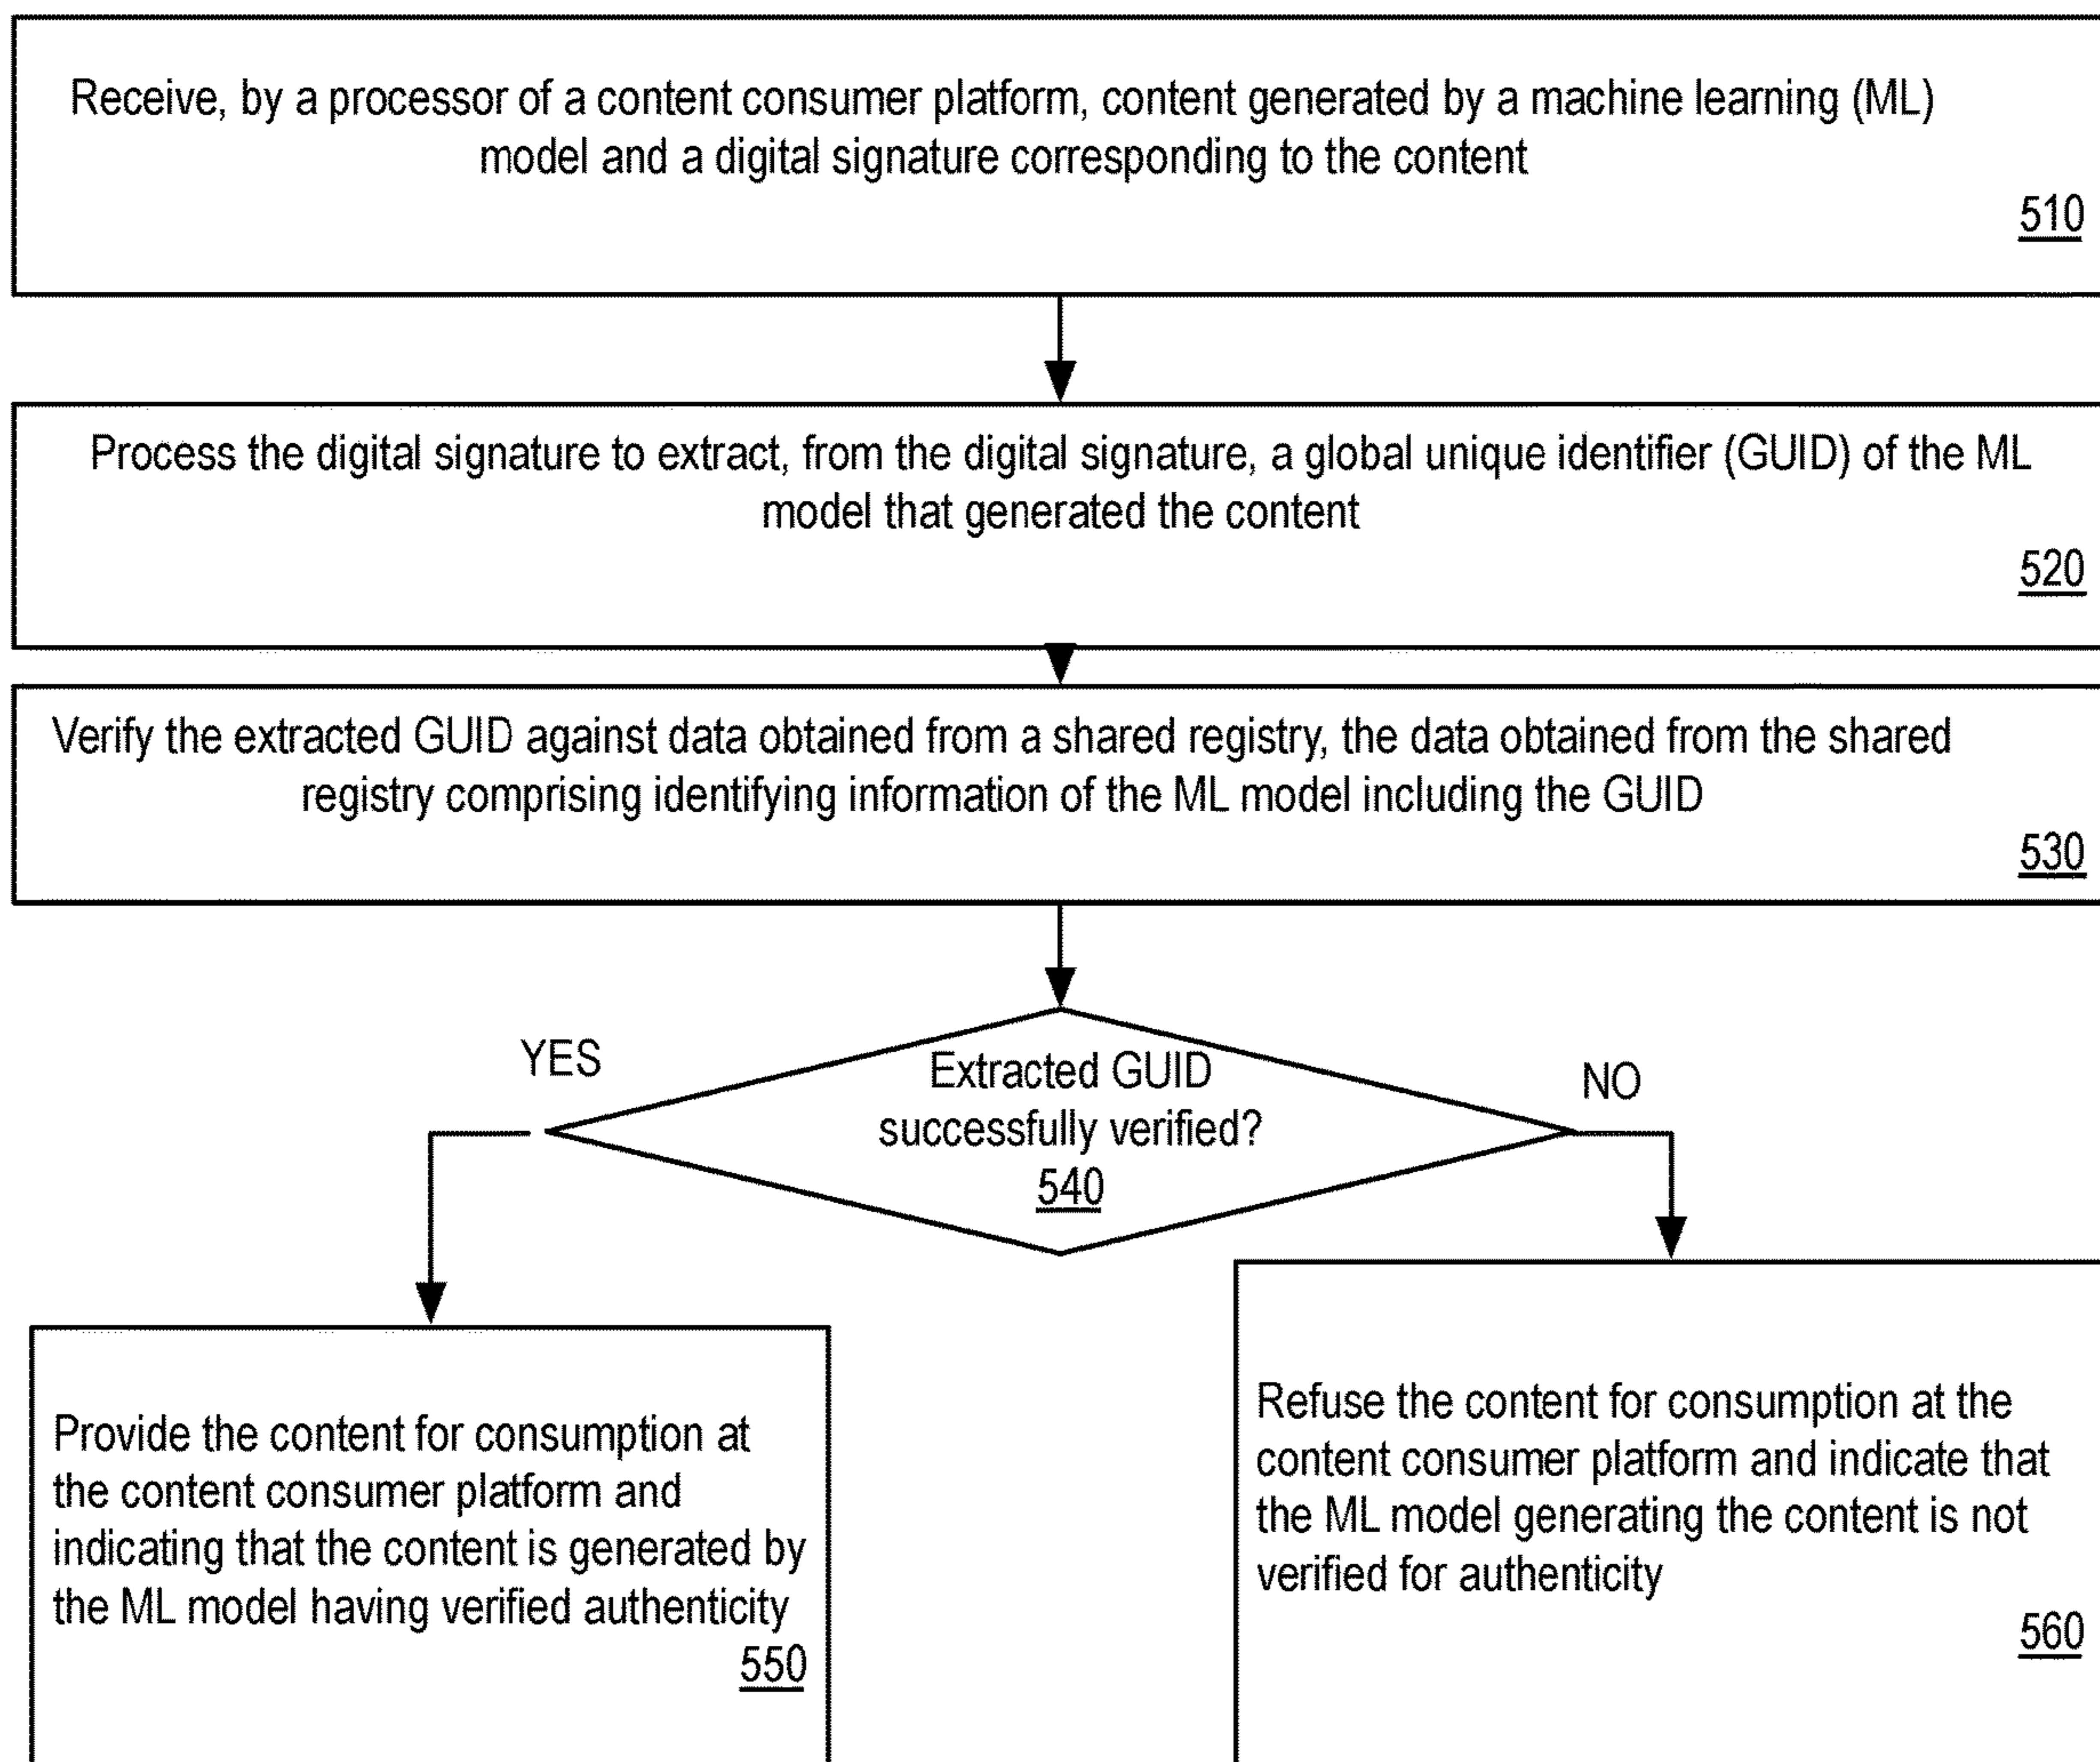 Receive, by a processor of a content consumer platform, content generated by a machine learning (ML)
model and a digital signature corresponding to the content
510
Process the digital signature to extract, from the digital signature, a global unique identifier (GUID) of the ML
model that generated the content
520
Verify the extracted GUID against data obtained from a shared registry, the data obtained from the shared
registry comprising identifying information of the ML model including the GUID
530
YES
Extracted GUID
successfully verified?
540
NO
Provide the content for consumption at
the content consumer platform and
indicating that the content is generated by
the ML model having verified authenticity
550
Refuse the content for consumption at the
content consumer platform and indicate that
the ML model generating the content is not
verified for authenticity
560